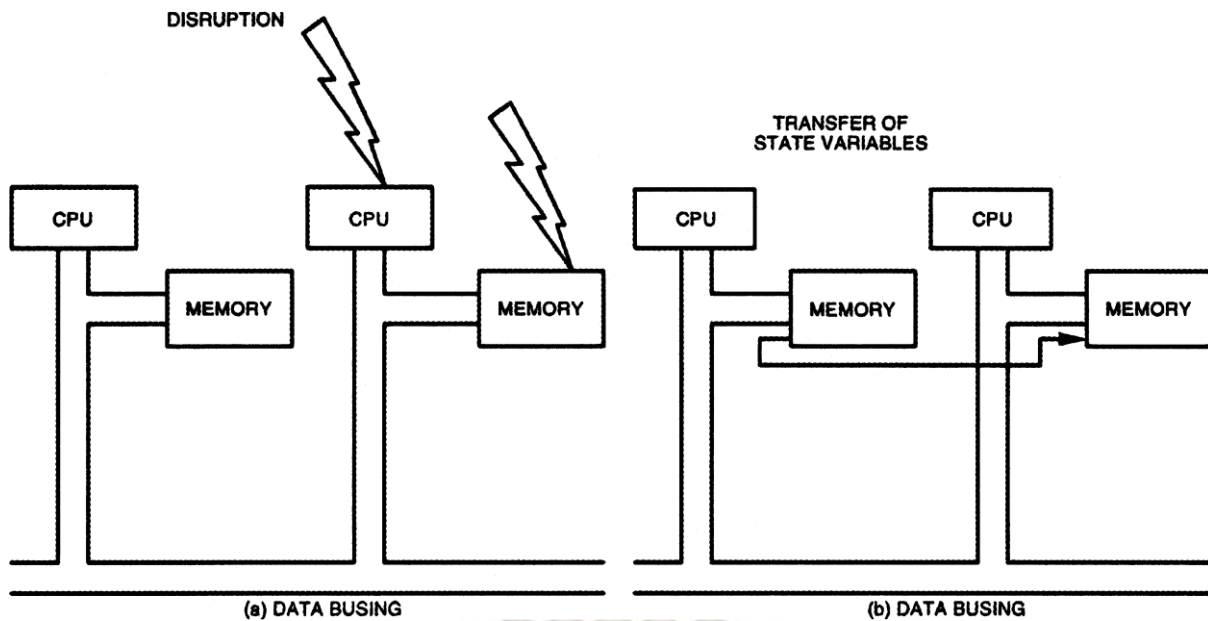 DISRUPTION
CPU
MEMORY
CPU
MEMORY
(a) DATA BUSING
TRANSFER OF
STATE VARIABLES
CPU
MEMORY
CPU
MEMORY
(b) DATA BUSING